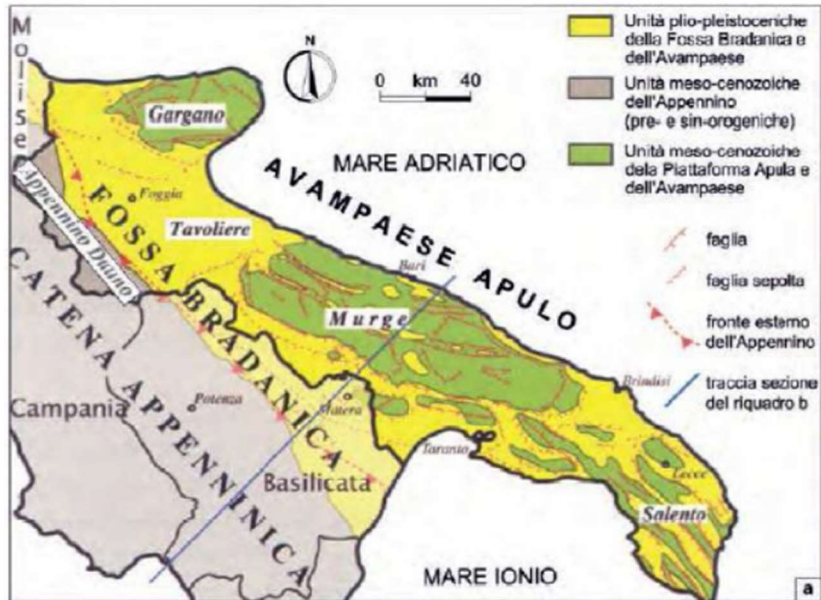 Molise
Gargano
N
0 km 40
MARE ADRIATICO
AVAMPAESE APULO
Foggia
Tavoliere
Appennino Dauno
FOSSA BRADANICA
CATENA APPENNINICA
Bari
Murge
Campania
Potenza
Matera
Basilicata
Taranto
Brindisi
Lecce
Salento
MARE IONIO
Unità plio-pleistoceniche
della Fossa Bradanica e
dell'Avampaese
Unità meso-cenozoiche
dell'Appennino
(pre- e sin-orogeniche)
Unità meso-cenozoiche
dela Piattaforma Apula e
dell'Avampaese
faglia
faglia sepolta
fronte esterno
dell'Appennino
traccia sezione
del riquadro b
a